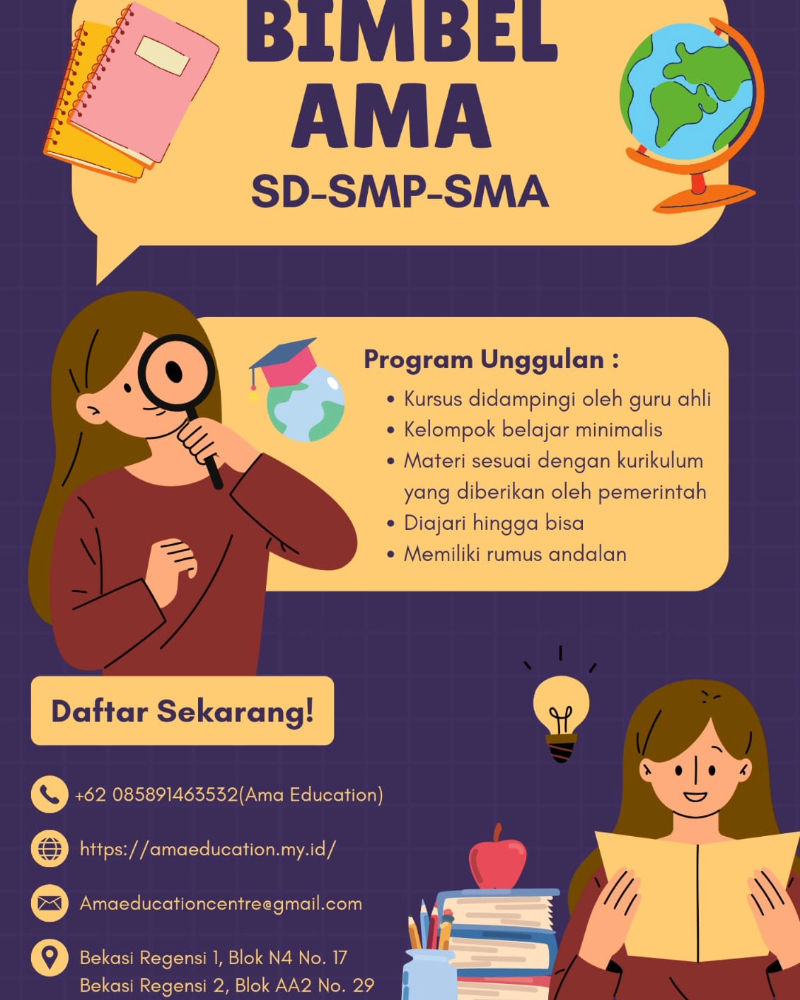 BIMBEL
AMA
SD-SMP-SMA
Program Unggulan :
• Kursus didampingi oleh guru ahli
• Kelompok belajar minimalis
• Materi sesuai dengan kurikulum
yang diberikan oleh pemerintah
• Diajari hingga bisa
• Memiliki rumus andalan
Daftar Sekarang!
+62 085891463532(Ama Education)
https://amaeducation.my.id/
Amaeducationcentre@gmail.com
Bekasi Regensi 1, Blok N4 No. 17
Bekasi Regensi 2, Blok AA2 No. 29